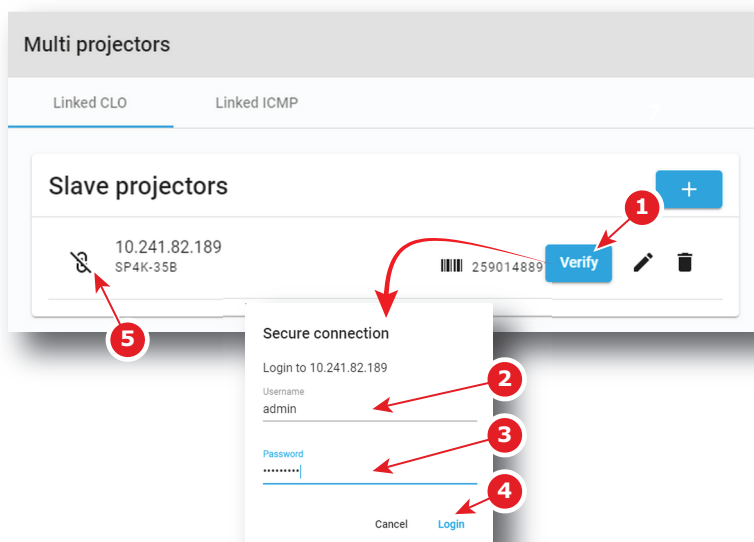 Multi projectors
Linked CLO
Linked ICMP
Slave projectors
+
1
10.241.82.189
SP4K-35B
259014889
Verify
5
Secure connection
Login to 10.241.82.189
Username
admin
2
Password
•••••••••
3
4
Cancel
Login